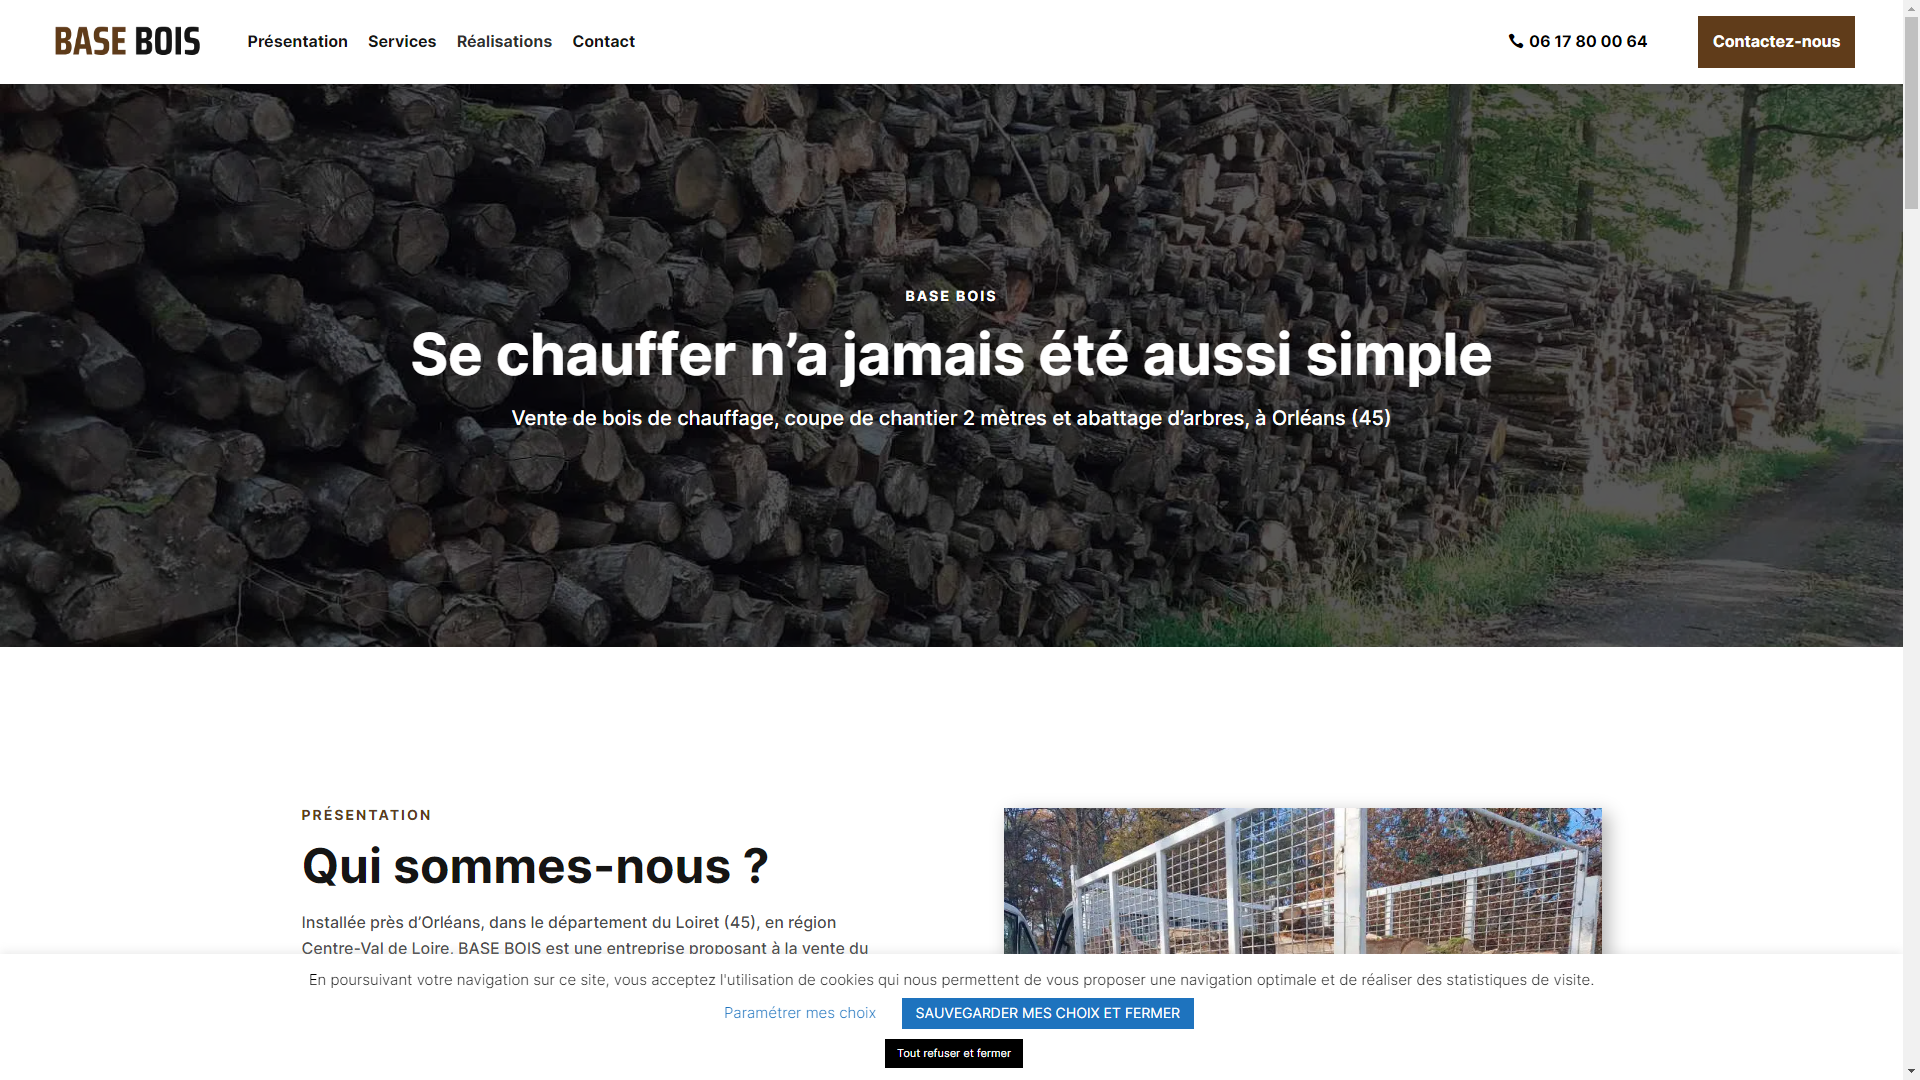 BASE BOIS
Présentation Services Réalisations Contact
06 17 80 00 64
Contactez-nous
BASE BOIS
Se chauffer n’a jamais été aussi simple
Vente de bois de chauffage, coupe de chantier 2 mètres et abattage d’arbres, à Orléans (45)
PRÉSENTATION
Qui sommes-nous ?
Installée près d’Orléans, dans le département du Loiret (45), en région
Centre-Val de Loire, BASE BOIS est une entreprise proposant à la vente du
En poursuivant votre navigation sur ce site, vous acceptez l'utilisation de cookies qui nous permettent de vous proposer une navigation optimale et de réaliser des statistiques de visite.
Paramétrer mes choix
SAUVEGARDER MES CHOIX ET FERMER
Tout refuser et fermer